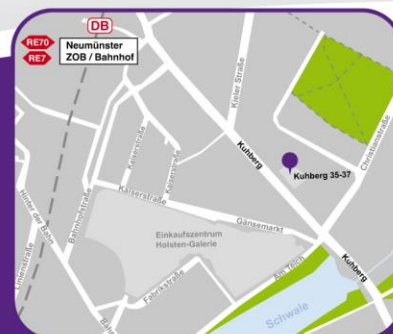 DB
RE70
RE7
Neumünster
ZOB / Bahnhof
Kieler Straße
Kuhberg
Christianstraße
Kuhberg 35-37
Kaiserstraße
Kaiserstraße
Kaiserstraße
Hinter der Bahn
Bahnhofstraße
Linienstraße
Gänsemarkt
Einkaufszentrum
Holsten-Galerie
Am Teich
Kuhberg
Fabrikstraße
Schwale